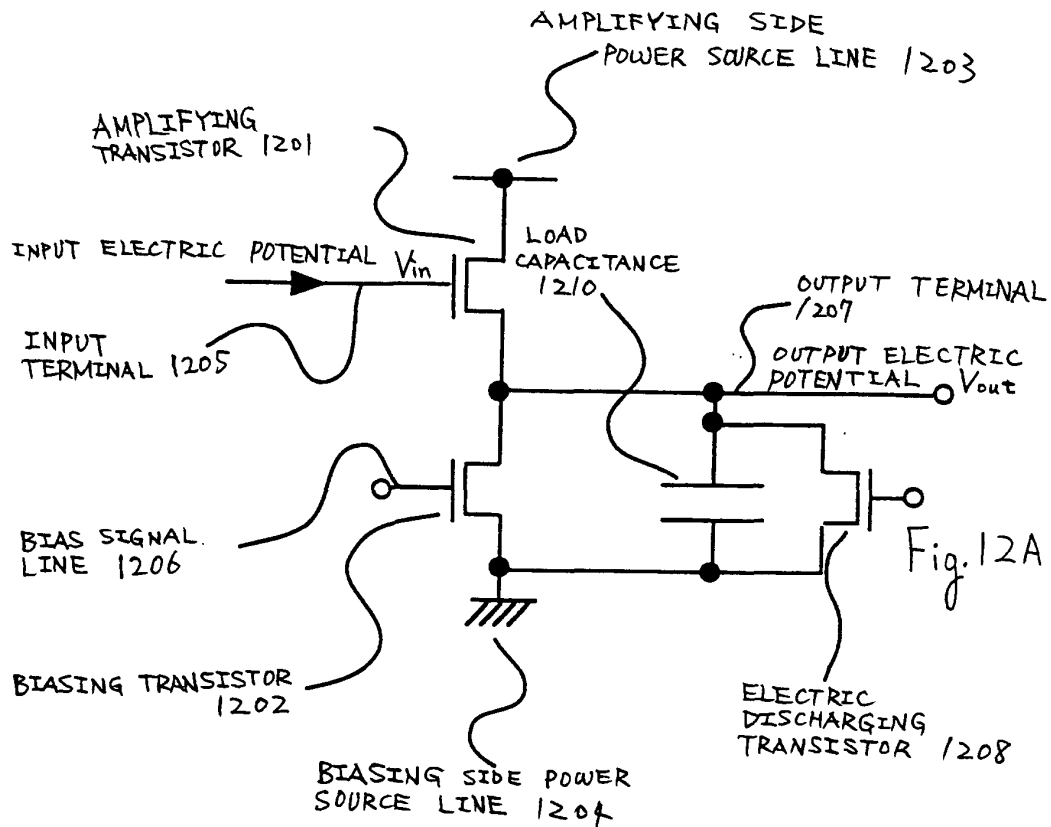 AMPLIFYING SIDE
POWER SOURCE LINE 1203
AMPLIFYING
TRANSISTOR 1201
INPUT ELECTRIC POTENTIAL Vin
LOAD
CAPACITANCE
1210
OUTPUT TERMINAL
1207
INPUT
TERMINAL 1205
OUTPUT ELECTRIC
POTENTIAL Vout
BIAS SIGNAL
LINE 1206
Fig. 12A
BIASING TRANSISTOR
1202
ELECTRIC
DISCHARGING
TRANSISTOR 1208
BIASING SIDE POWER
SOURCE LINE 1204